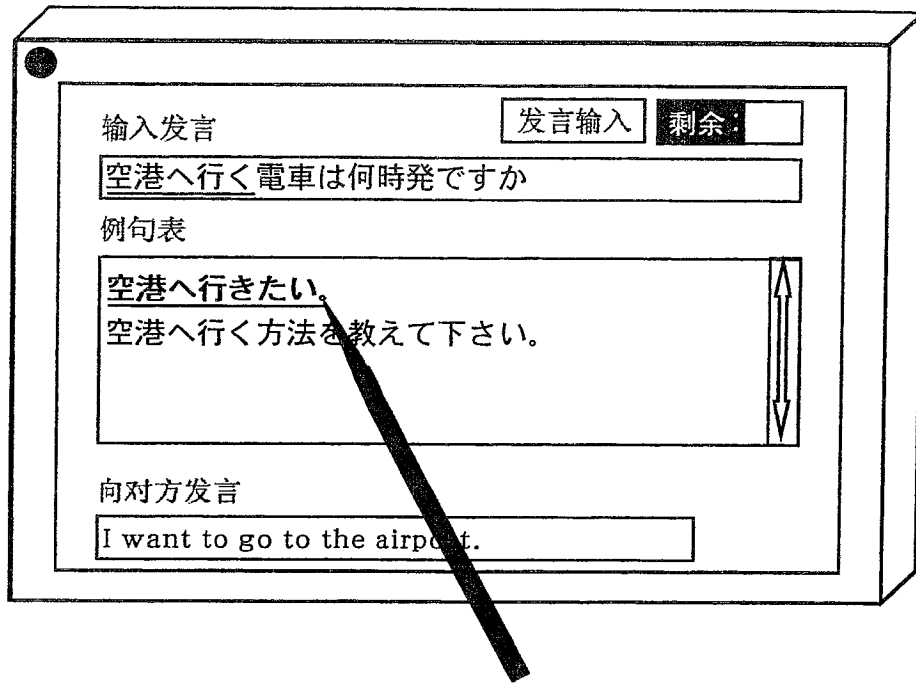 输入发言
发言输入
剩余:
空港へ行く電車は何時発ですか
例句表
空港へ行きたい。
空港へ行く方法を教えて下さい。
向对方发言
I want to go to the airport.